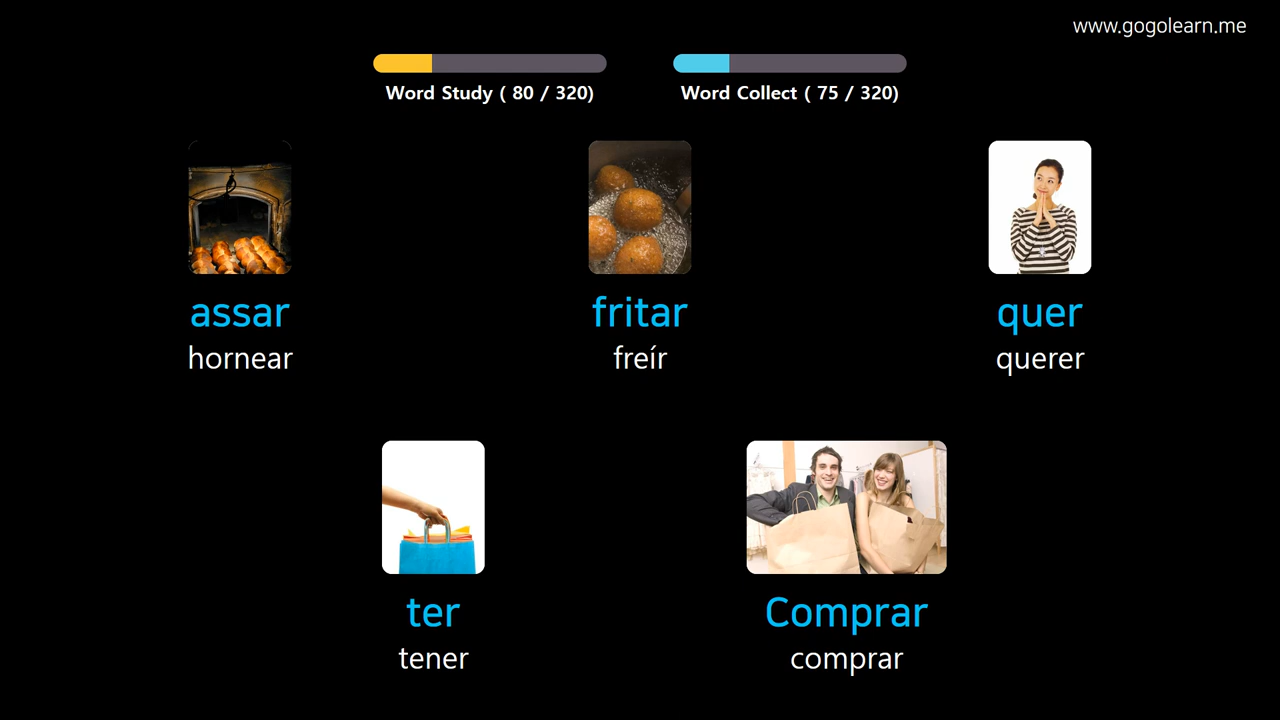 www.gogolearn.me
Word Study ( 80 / 320)
Word Collect ( 75 / 320)
assar
hornear
fritar
freír
quer
querer
ter
tener
Comprar
comprar